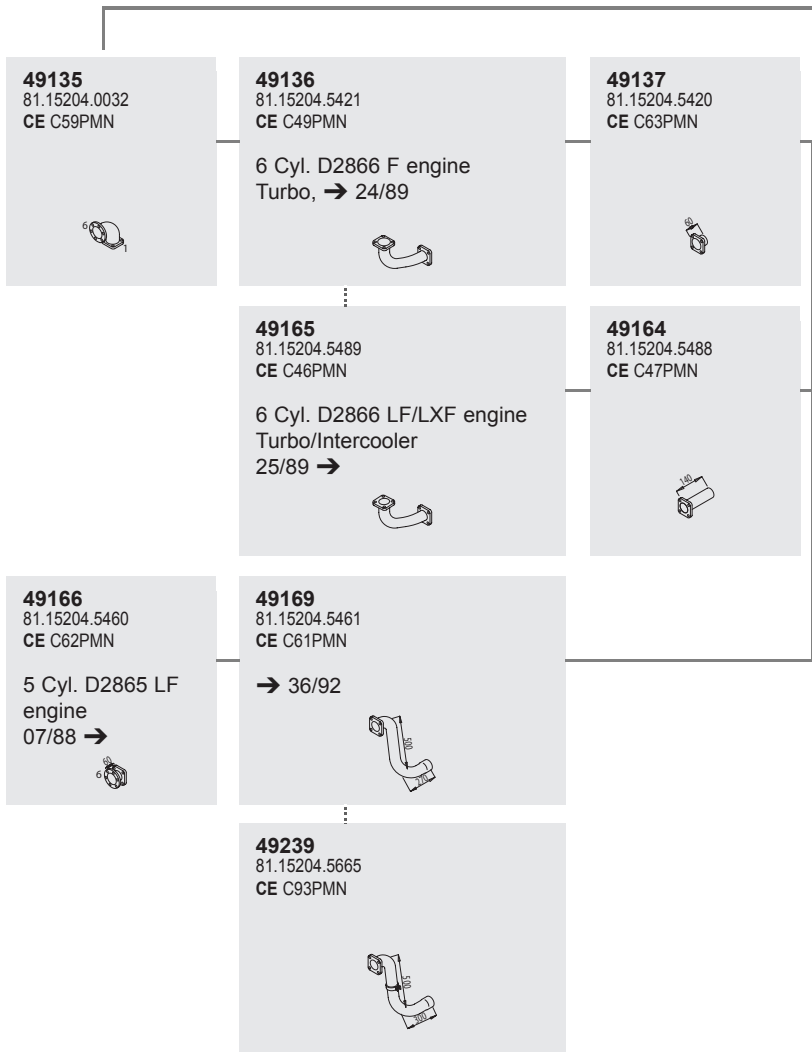 49135
81.15204.0032
CE C59PMN
6
1
49136
81.15204.5421
CE C49PMN
6 Cyl. D2866 F engine
Turbo, ➔ 24/89
49137
81.15204.5420
CE C63PMN
60
49165
81.15204.5489
CE C46PMN
6 Cyl. D2866 LF/LXF engine
Turbo/Intercooler
25/89 ➔
49164
81.15204.5488
CE C47PMN
140
49166
81.15204.5460
CE C62PMN
5 Cyl. D2865 LF
engine
07/88 ➔
60
6
49169
81.15204.5461
CE C61PMN
➔ 36/92
500
270
49239
81.15204.5665
CE C93PMN
500
300